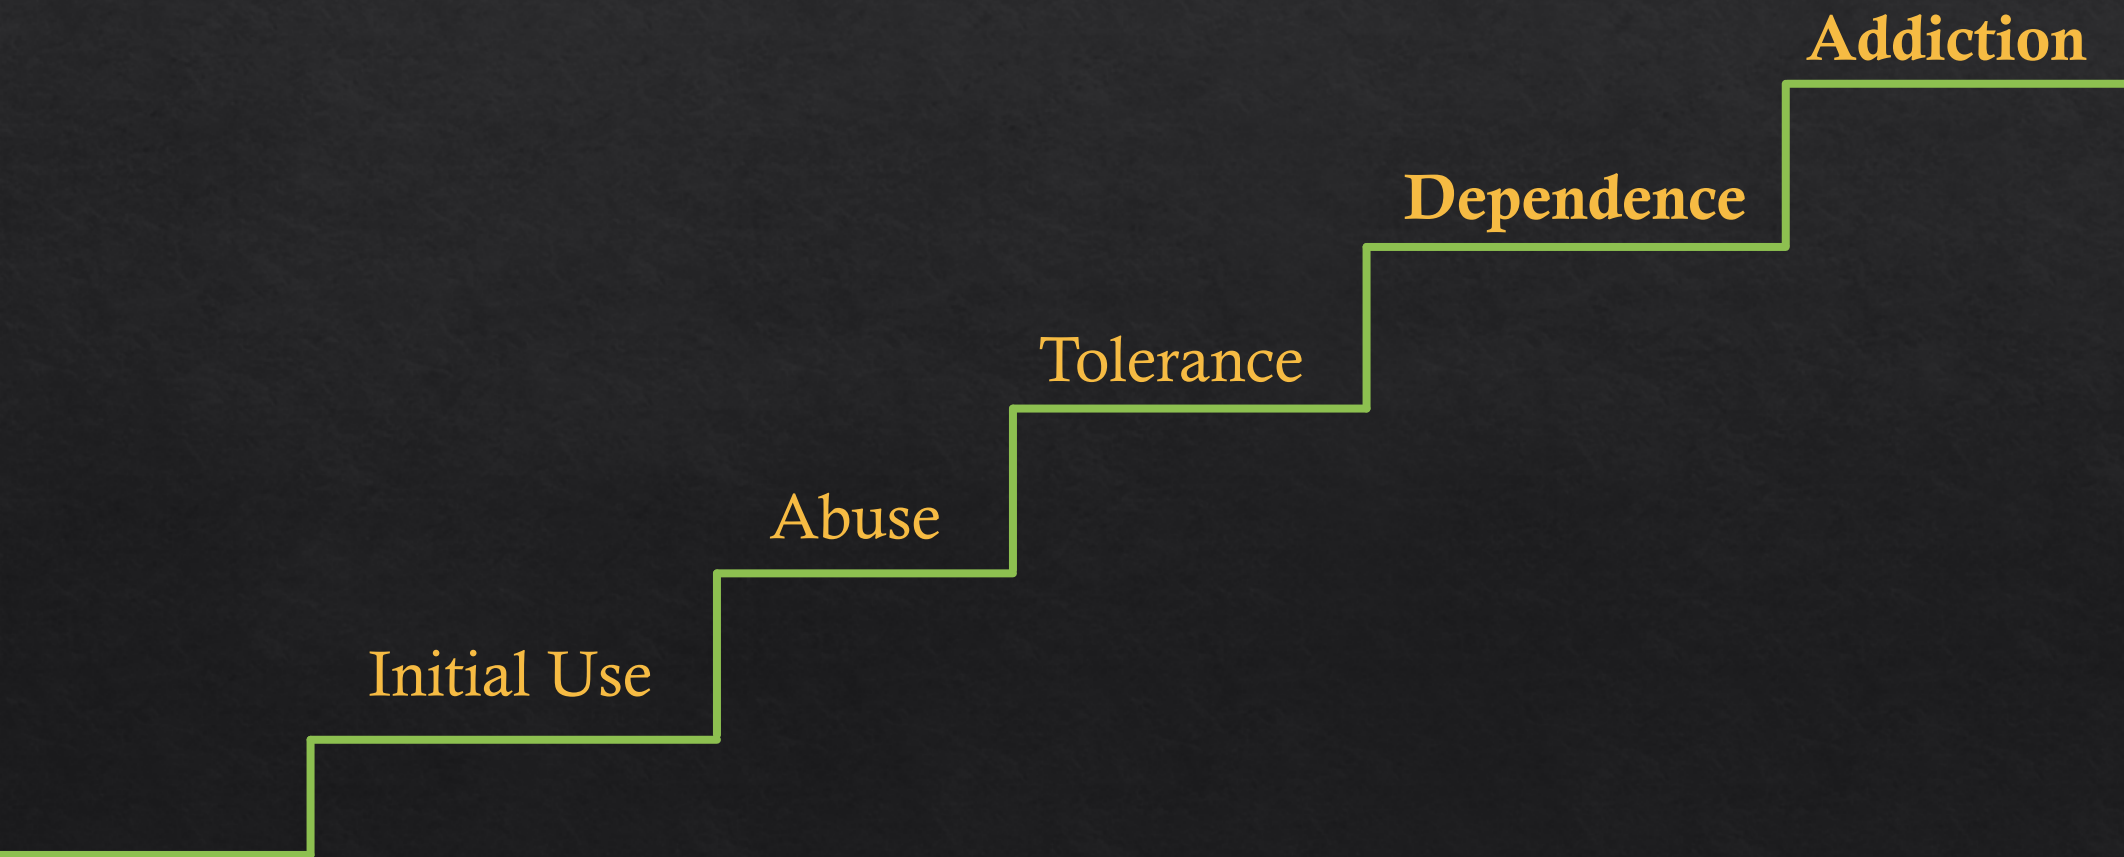 Addiction
Dependence
Tolerance
Abuse
Initial Use